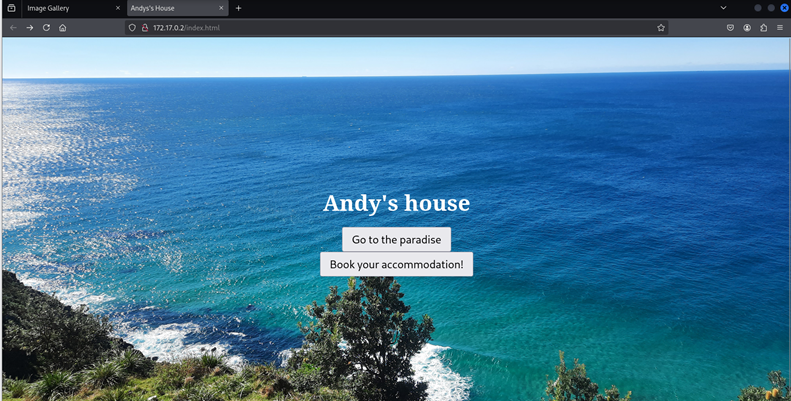 Image Gallery
Andys's House
172.17.0.2/index.html
Andy's house
Go to the paradise
Book your accommodation!